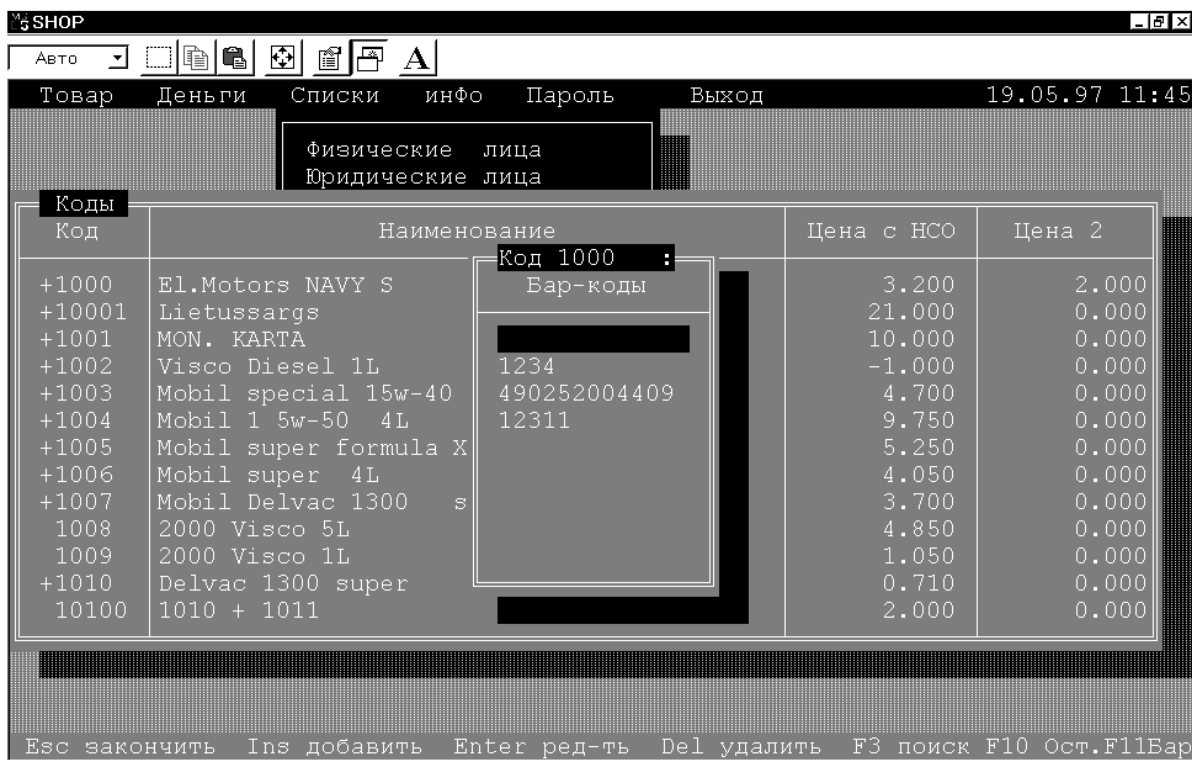 SHOP
Авто
A
Товар Деньги Списки инФо Пароль Выход 19.05.97 11:45
Физические лица
Юридические лица
Коды
Код Наименование Цена с НСО Цена 2
Код 1000 :
Бар-коды
+1000 El.Motors NAVY S 3.200 2.000
+10001 Lietussargs 21.000 0.000
+1001 MON. KARTA 10.000 0.000
+1002 Visco Diesel 1L 1234 -1.000 0.000
+1003 Mobil special 15w-40 490252004409 4.700 0.000
+1004 Mobil 1 5w-50 4L 12311 9.750 0.000
+1005 Mobil super formula X 5.250 0.000
+1006 Mobil super 4L 4.050 0.000
+1007 Mobil Delvac 1300 s 3.700 0.000
1008 2000 Visco 5L 4.850 0.000
1009 2000 Visco 1L 1.050 0.000
+1010 Delvac 1300 super 0.710 0.000
10100 1010 + 1011 2.000 0.000
Esc закончить Ins добавить Enter ред-ть Del удалить F3 поиск F10 Ост.F11Бар